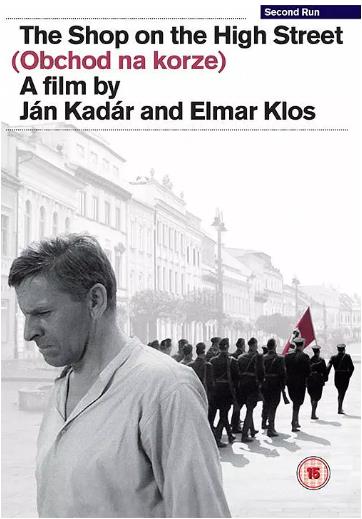 Second Run
The Shop on the High Street
(Obchod na korze)
A film by
Ján Kadár and Elmar Klos
15